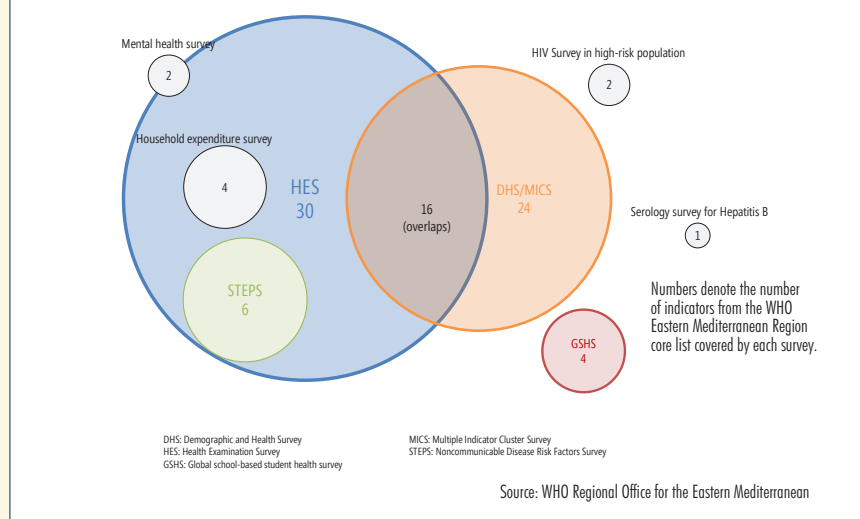 Mental health survey
2
HIV Survey in high-risk population
2
Household expenditure survey
4
HES
30
16
(overlaps)
DHS/MICS
24
Serology survey for Hepatitis B
1
STEPS
6
GSHS
4
Numbers denote the number
of indicators from the WHO
Eastern Mediterranean Region
core list covered by each survey.
DHS: Demographic and Health Survey
HES: Health Examination Survey
GSHS: Global school-based student health survey
MICS: Multiple Indicator Cluster Survey
STEPS: Noncommunicable Disease Risk Factors Survey
Source: WHO Regional Office for the Eastern Mediterranean